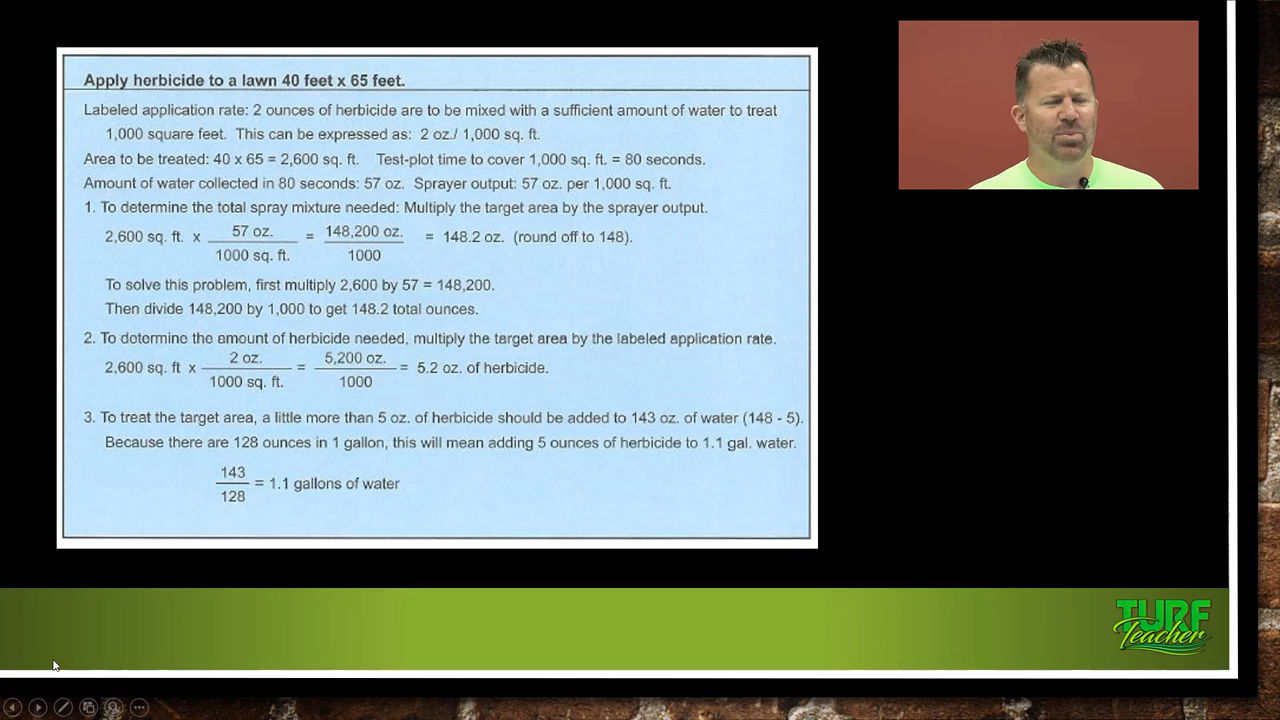 Apply herbicide to a lawn 40 feet x 65 feet.
Labeled application rate: 2 ounces of herbicide are to be mixed with a sufficient amount of water to treat
1,000 square feet. This can be expressed as: 2 oz./ 1,000 sq. ft.
Area to be treated: 40 x 65 = 2,600 sq. ft. Test-plot time to cover 1,000 sq. ft. = 80 seconds.
Amount of water collected in 80 seconds: 57 oz. Sprayer output: 57 oz. per 1,000 sq. ft.
1. To determine the total spray mixture needed: Multiply the target area by the sprayer output.
57 oz. 148,200 oz.
2,600 sq. ft. x = = 148.2 oz. (round off to 148).
1000 sq. ft. 1000
To solve this problem, first multiply 2,600 by 57 = 148,200.
Then divide 148,200 by 1,000 to get 148.2 total ounces.
2. To determine the amount of herbicide needed, multiply the target area by the labeled application rate.
2 oz. 5,200 oz.
2,600 sq. ft x = = 5.2 oz. of herbicide.
1000 sq. ft. 1000
3. To treat the target area, a little more than 5 oz. of herbicide should be added to 143 oz. of water (148 - 5).
Because there are 128 ounces in 1 gallon, this will mean adding 5 ounces of herbicide to 1.1 gal. water.
143
= 1.1 gallons of water
128
TURF
Teacher